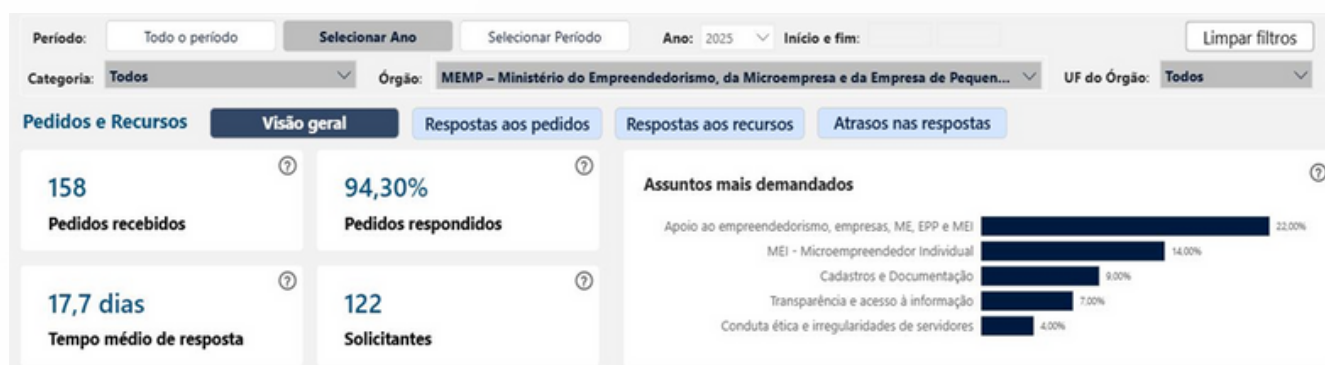 Período: Todo o período Selecionar Ano Selecionar Período Ano: 2025 Início e fim: Limpar filtros
Categoria: Todos Órgão: MEMP – Ministério do Empreendedorismo, da Microempresa e da Empresa de Pequen... UF do Órgão: Todos
Pedidos e Recursos Visão geral Respostas aos pedidos Respostas aos recursos Atrasos nas respostas
158
Pedidos recebidos
94,30%
Pedidos respondidos
17,7 dias
Tempo médio de resposta
122
Solicitantes
Assuntos mais demandados
Apoio ao empreendedorismo, empresas, ME, EPP e MEI 22,00%
MEI - Microempreendedor Individual 14,00%
Cadastros e Documentação 9,00%
Transparência e acesso à informação 7,00%
Conduta ética e irregularidades de servidores 4,00%